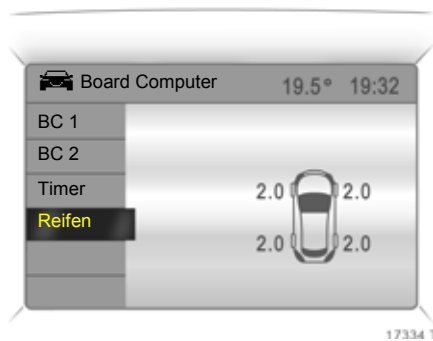 Board Computer 19.5° 19:32
BC 1
BC 2
Timer
Reifen
2.0 2.0
2.0 2.0
17334 T